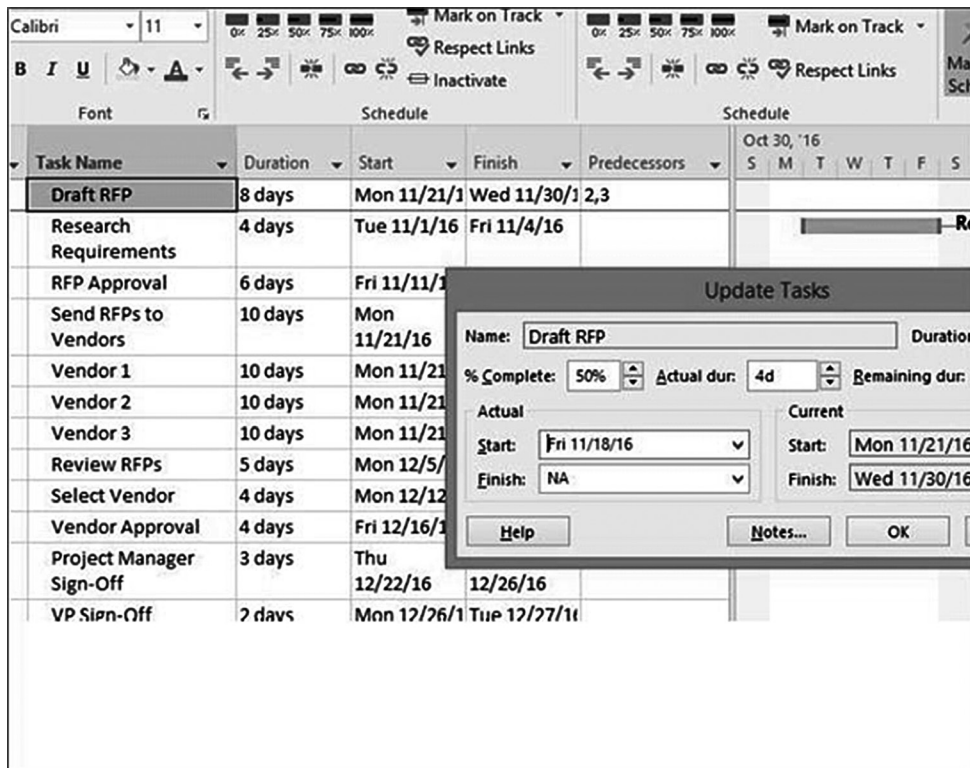 Calibri 11
Mark on Track
0% 25% 50% 75% 100%
Respect Links
Inactivate
B I U A
Font
Schedule
Mark on Track
0% 25% 50% 75% 100%
Respect Links
Schedule
Task Name Duration Start Finish Predecessors
Oct 30, '16
S M T W T F S
Draft RFP 8 days Mon 11/21/1 Wed 11/30/1 2,3
Research 4 days Tue 11/1/16 Fri 11/4/16
Requirements
RFP Approval 6 days Fri 11/11/1
Send RFPs to 10 days Mon
Vendors 11/21/16
Vendor 1 10 days Mon 11/21
Vendor 2 10 days Mon 11/21
Vendor 3 10 days Mon 11/21
Review RFPs 5 days Mon 12/5/
Select Vendor 4 days Mon 12/12
Vendor Approval 4 days Fri 12/16/1
Project Manager 3 days Thu
Sign-Off 12/22/16 12/26/16
VP Sign-Off 2 days Mon 12/26/1 Tue 12/27/16
Update Tasks
Name: Draft RFP Duration
% Complete: 50% Actual dur: 4d Remaining dur:
Actual Current
Start: Fri 11/18/16 Start: Mon 11/21/16
Finish: NA Finish: Wed 11/30/16
Help Notes... OK